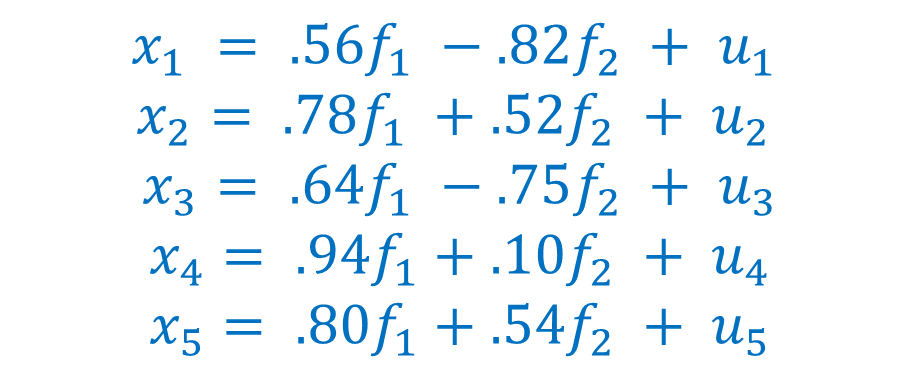 x₁ = .56f₁ − .82f₂ + u₁
x₂ = .78f₁ + .52f₂ + u₂
x₃ = .64f₁ − .75f₂ + u₃
x₄ = .94f₁ + .10f₂ + u₄
x₅ = .80f₁ + .54f₂ + u₅